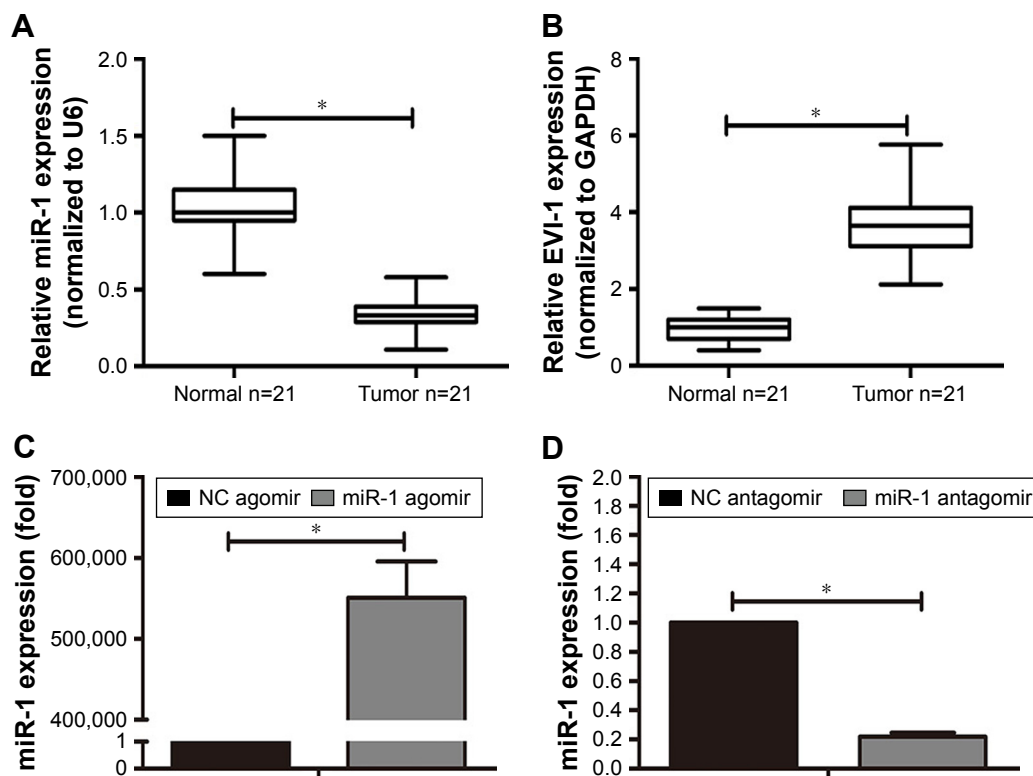 A
Relative miR-1 expression
(normalized to U6)
2.0
1.5
1.0
0.5
0.0
*
Normal n=21
Tumor n=21
B
Relative EVI-1 expression
(normalized to GAPDH)
8
6
4
2
0
*
Normal n=21
Tumor n=21
C
miR-1 expression (fold)
700,000
600,000
500,000
400,000
1
0
NC agomir
miR-1 agomir
*
D
miR-1 expression (fold)
2.0
1.8
1.6
1.4
1.2
1.0
0.8
0.6
0.4
0.2
0.0
NC antagomir
miR-1 antagomir
*